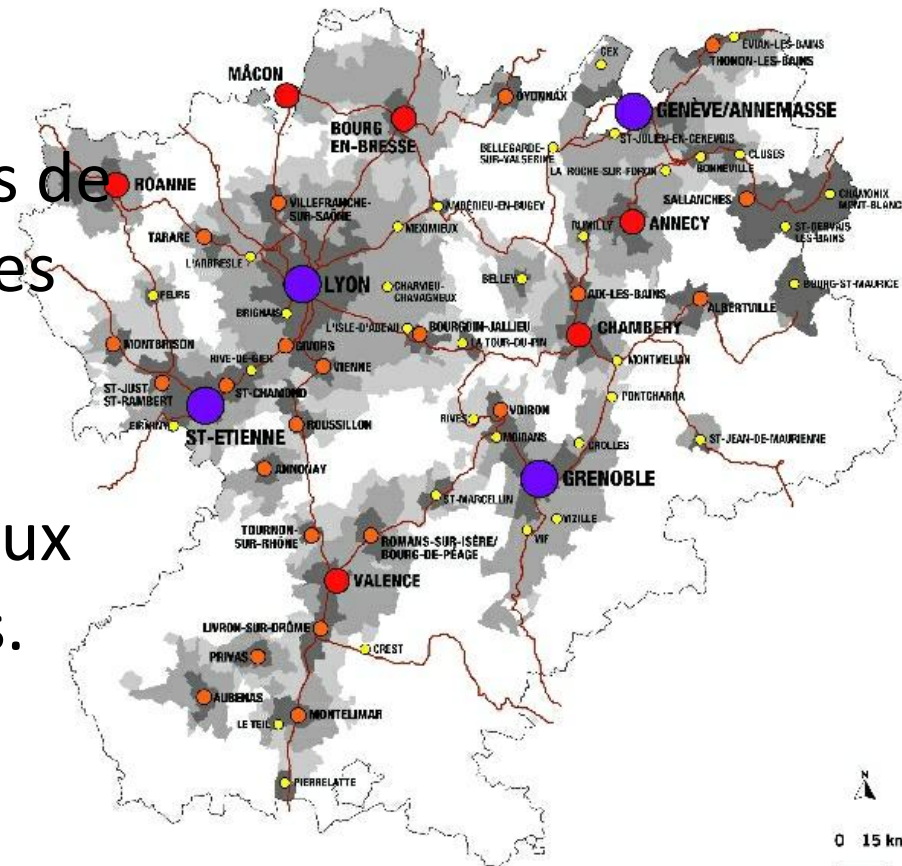 s de
es
ux
s.
ÉVIAN-LES-BAINS
THONON-LES-BAINS
GEX
MÂCON
OYONNAX
GENÈVE/ANNEMASSE
BOURG
EN-BRESSE
ST-JULIEN-EN-GENEVOIS
BELLEGARDE-
SUR-VALSERINE
CLUSES
BONNEVILLE
LA ROCHE-SUR-FORON
ROANNE
SALLANCHES
CHAMONIX
MONT-BLANC
VILLEFRANCHE-
SUR-SAÔNE
AMBÉRIEU-EN-BUGEY
ANNECY
ST-GERVAIS
LES-BAINS
MEXIMIEUX
RUMILLY
TARARE
L'ARBRESLE
LYON
CHARVIEU-
CHAVAGNEUX
BELLEY
BOURG-ST-MAURICE
FEURS
AIX-LES-BAINS
ALBERTVILLE
BRIGNAIS
L'ISLE-D'ABEAU
BOURGOIN-JALLIEU
CHAMBERY
MONTBRISON
GIVORS
LA TOUR-DU-PIN
RIVE-DE-GIER
VIENNE
MONTMELIAN
ST-JUST
ST-RAMBERT
ST-CHAMOND
PONTCHARRA
VOIRON
RIVES
FIRMINY
ST-ETIENNE
ROUSSILLON
MOIRANS
CROLLES
ST-JEAN-DE-MAURIENNE
ANNONAY
GRENOBLE
ST-MARCELLIN
VIZILLE
VIF
TOURNON-
SUR-RHÔNE
ROMANS-SUR-ISÈRE/
BOURG-DE-PÉAGE
VALENCE
LIVRON-SUR-DRÔME
CREST
PRIVAS
AUBENAS
LE TEIL
MONTELIMAR
PIERRELATTE
N
0 15 km